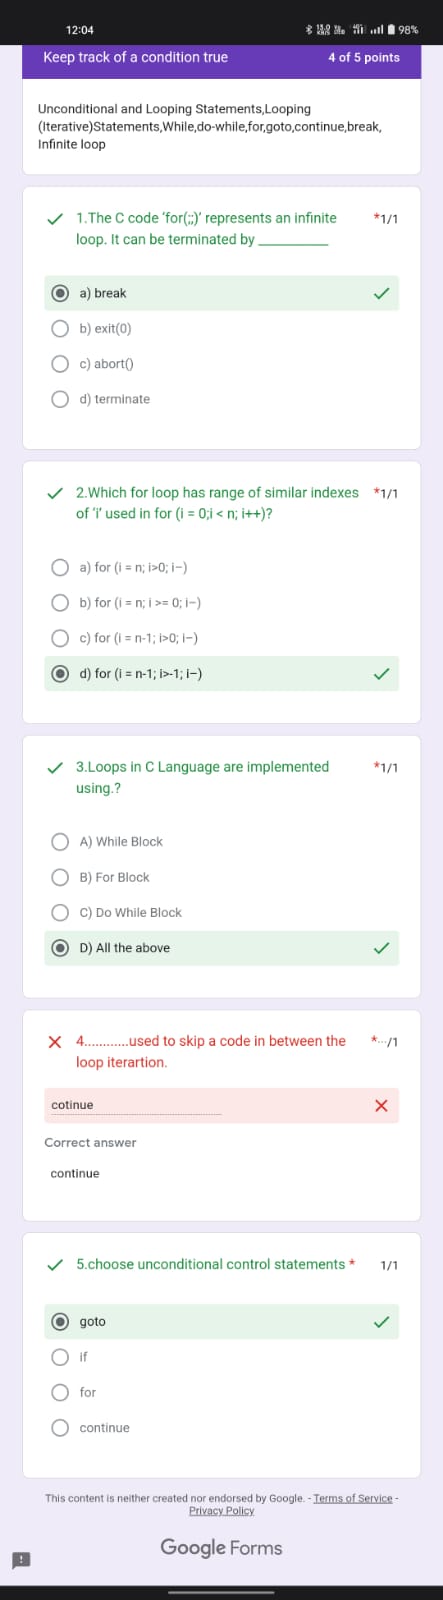 12:04
98%
Keep track of a condition true
4 of 5 points
Unconditional and Looping Statements,Looping
(Iterative)Statements,While,do-while,for,goto,continue,break,
Infinite loop
1.The C code ‘for(;;)’ represents an infinite *1/1
loop. It can be terminated by __________
a) break
b) exit(0)
c) abort()
d) terminate
2.Which for loop has range of similar indexes *1/1
of ‘i’ used in for (i = 0;i < n; i++)?
a) for (i = n; i>0; i–)
b) for (i = n; i >= 0; i–)
c) for (i = n-1; i>0; i–)
d) for (i = n-1; i>-1; i–)
3.Loops in C Language are implemented *1/1
using.?
A) While Block
B) For Block
C) Do While Block
D) All the above
4............used to skip a code in between the *···/1
loop iterartion.
cotinue
Correct answer
continue
5.choose unconditional control statements * 1/1
goto
if
for
continue
This content is neither created nor endorsed by Google. - Terms of Service -
Privacy Policy
Google Forms